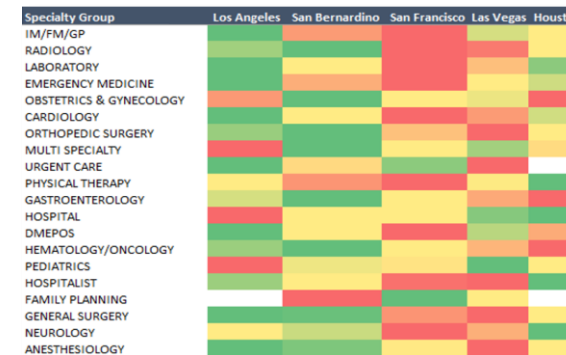 Specialty Group Los Angeles San Bernardino San Francisco Las Vegas Houst
IM/FM/GP
RADIOLOGY
LABORATORY
EMERGENCY MEDICINE
OBSTETRICS & GYNECOLOGY
CARDIOLOGY
ORTHOPEDIC SURGERY
MULTI SPECIALTY
URGENT CARE
PHYSICAL THERAPY
GASTROENTEROLOGY
HOSPITAL
DMEPOS
HEMATOLOGY/ONCOLOGY
PEDIATRICS
HOSPITALIST
FAMILY PLANNING
GENERAL SURGERY
NEUROLOGY
ANESTHESIOLOGY